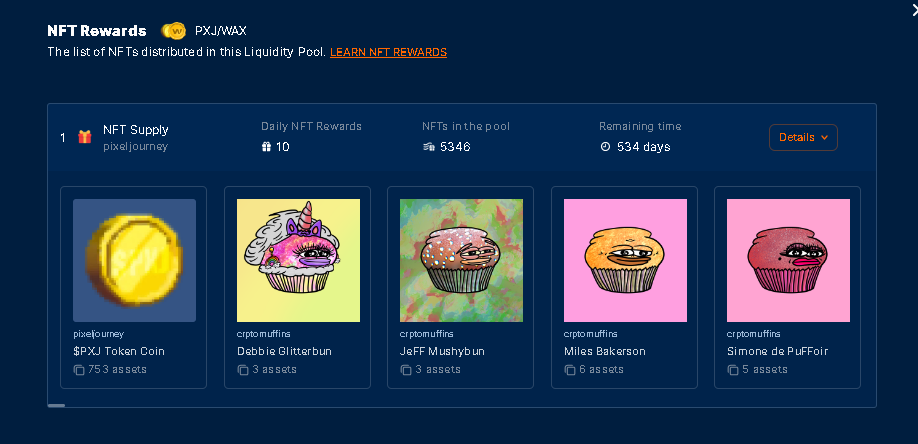 NFT Rewards PXJ/WAX
The list of NFTs distributed in this Liquidity Pool. LEARN NFT REWARDS
1 NFT Supply
pixeljourney
Daily NFT Rewards
10
NFTs in the pool
5346
Remaining time
534 days
Details
pixeljourney
$PXJ Token Coin
753 assets
crptomuffins
Debbie Glitterbun
3 assets
crptomuffins
JeFF Mushybun
3 assets
crptomuffins
Miles Bakerson
6 assets
crptomuffins
Simone de PuFFoir
5 assets